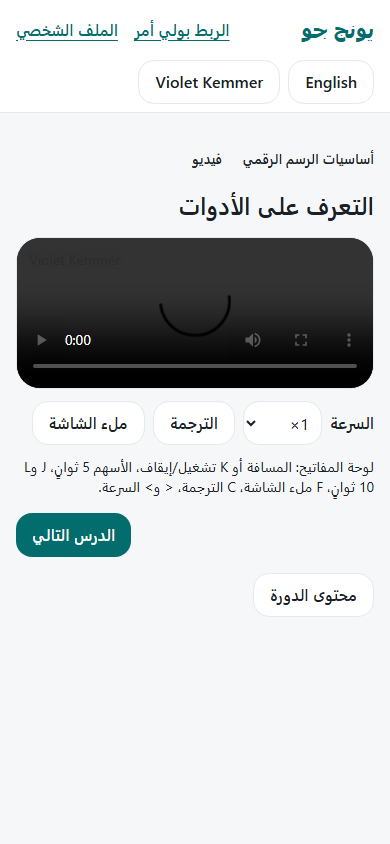 يونج جو
الربط بولي أمر
الملف الشخصي
English
Violet Kemmer
أساسيات الرسم الرقمي
فيديو
التعرف على الأدوات
Violet Kemmer
0:00
السرعة
1×
الترجمة
ملء الشاشة
لوحة المفاتيح: المسافة أو K تشغيل/إيقاف، الأسهم 5 ثوانٍ، J وL
10 ثوانٍ، F ملء الشاشة، C الترجمة، < و> السرعة.
الدرس التالي
محتوى الدورة